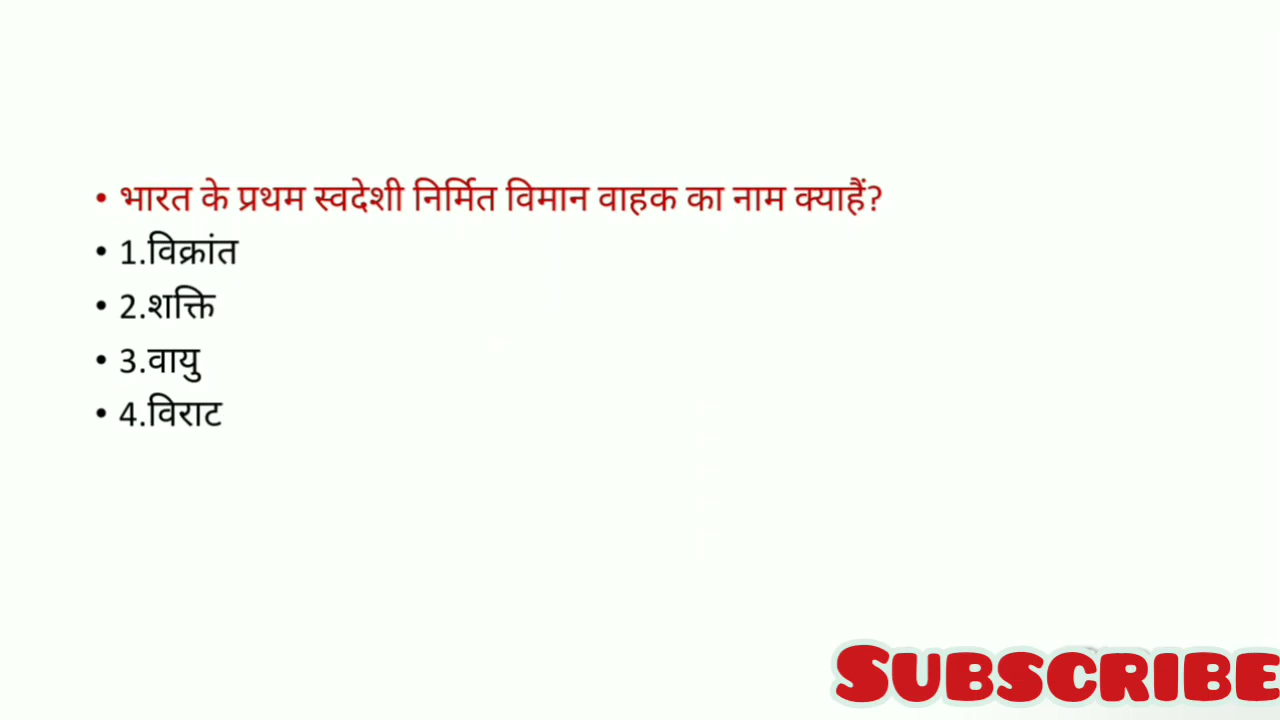 • भारत के प्रथम स्वदेशी निर्मित विमान वाहक का नाम क्याहैं?
• 1.विक्रांत
• 2.शक्ति
• 3.वायु
• 4.विराट
SUBSCRIBE